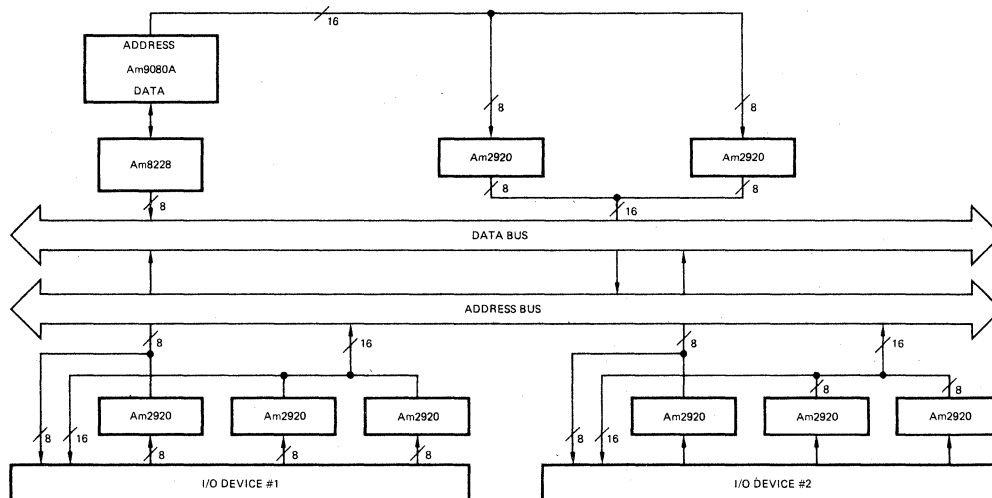 16
ADDRESS
Am9080A
DATA
8
8
Am8228
Am2920
Am2920
8
8
8
16
DATA BUS
ADDRESS BUS
8
16
8
16
Am2920
Am2920
Am2920
Am2920
8
Am2920
8
Am2920
8
16
8
8
8
8
16
I/O DEVICE #1
I/O DEVICE #2